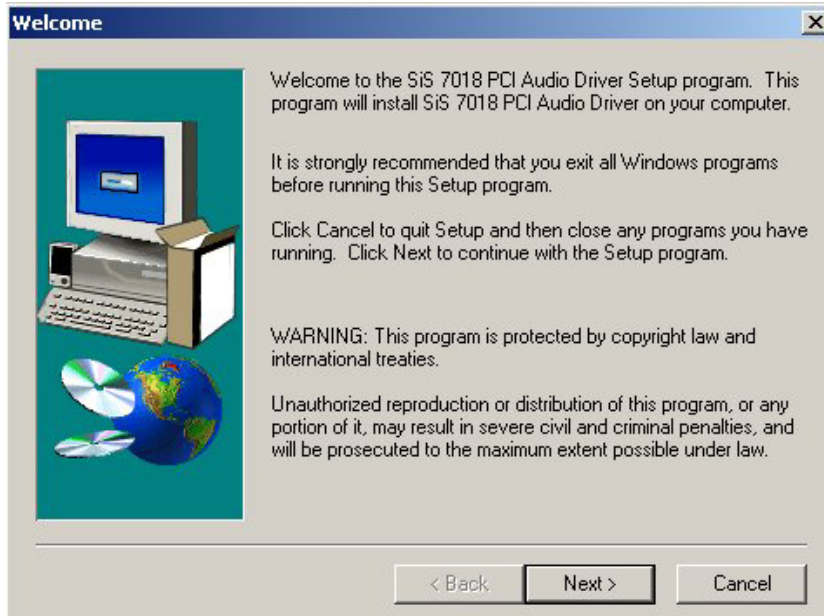 Welcome
Welcome to the SiS 7018 PCI Audio Driver Setup program.  This
program will install SiS 7018 PCI Audio Driver on your computer.
It is strongly recommended that you exit all Windows programs
before running this Setup program.
Click Cancel to quit Setup and then close any programs you have
running.  Click Next to continue with the Setup program.
WARNING: This program is protected by copyright law and
international treaties.
Unauthorized reproduction or distribution of this program, or any
portion of it, may result in severe civil and criminal penalties, and
will be prosecuted to the maximum extent possible under law.
< Back
Next >
Cancel